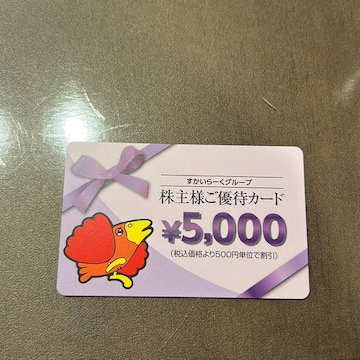 すかいらーくグループ
株主様ご優待カード
¥5,000
(税込価格より500円単位で割引)